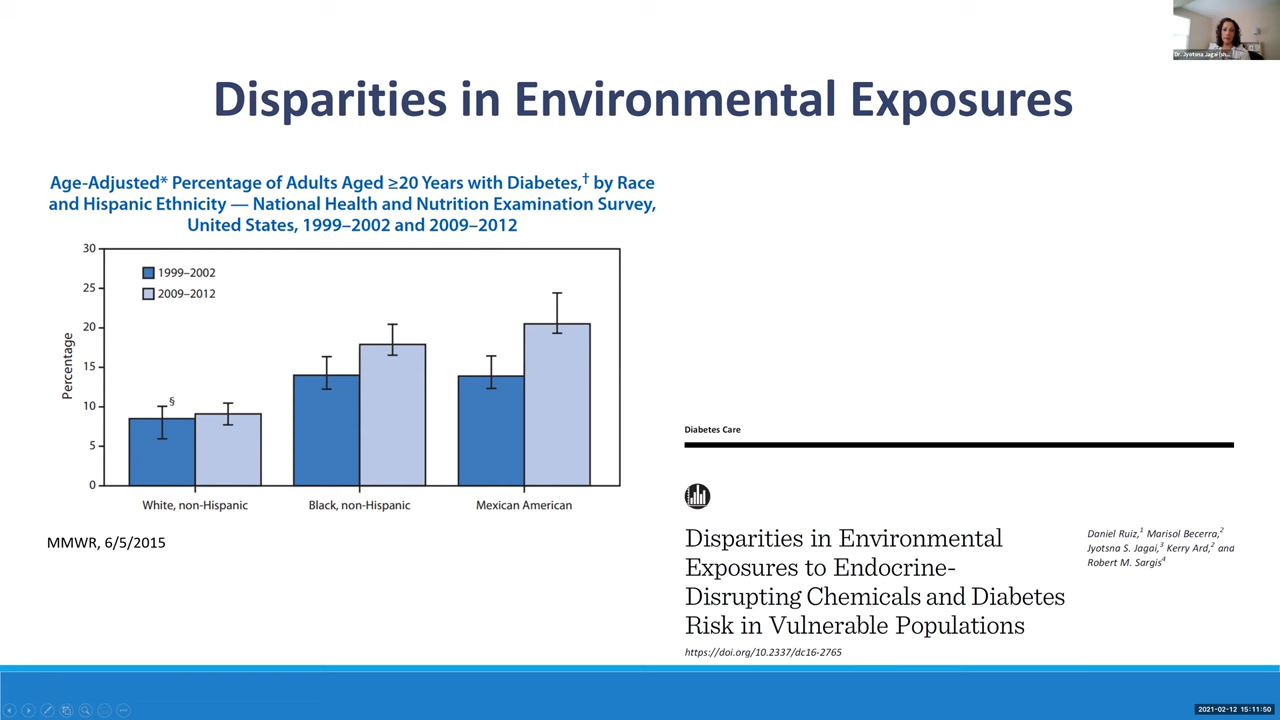 Dr. Jyotsna Jagai (sh...
Disparities in Environmental Exposures
Age-Adjusted* Percentage of Adults Aged ≥20 Years with Diabetes,† by Race
and Hispanic Ethnicity — National Health and Nutrition Examination Survey,
United States, 1999–2002 and 2009–2012
30
25
20
15
10
5
0
Percentage
1999–2002
2009–2012
§
White, non-Hispanic
Black, non-Hispanic
Mexican American
MMWR, 6/5/2015
Diabetes Care
Disparities in Environmental
Exposures to Endocrine-
Disrupting Chemicals and Diabetes
Risk in Vulnerable Populations
https://doi.org/10.2337/dc16-2765
Daniel Ruiz,1 Marisol Becerra,2
Jyotsna S. Jagai,3 Kerry Ard,2 and
Robert M. Sargis4
2021-02-12 15:11:50